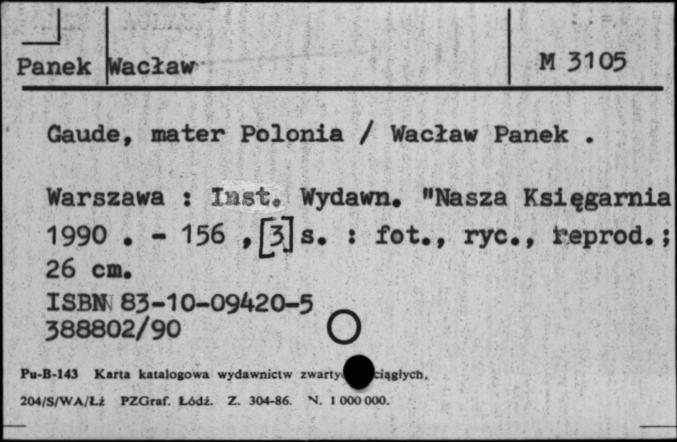 Panek Wacław M 3105
Gaude, mater Polonia / Wacław Panek .
Warszawa : Inst. Wydawn. "Nasza Księgarnia
1990 . - 156 , [3] s. : fot., ryc., reprod.;
26 cm.
ISBN 83-10-09420-5
388802/90
Pu-B-143 Karta katalogowa wydawnictw ciągłych,
204/S/WA/Łż PZGraf. Łódź. Z. 304-86. N. 1 000 000.